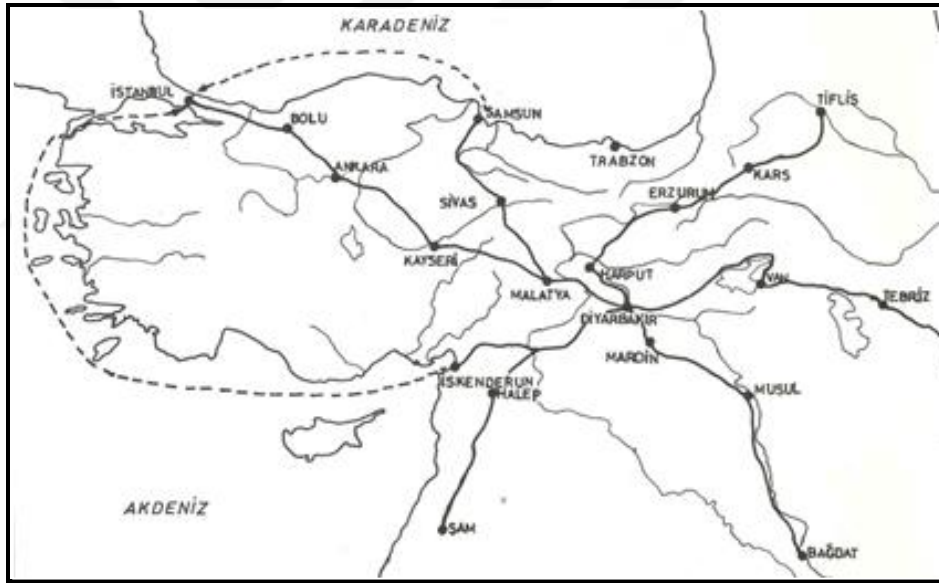 KARADENİZ
İSTANBUL
BOLU
SAMSUN
TİFLİS
ANKARA
TRABZON
KARS
SİVAS
ERZURUM
KAYSERİ
HARPUT
MALATYA
VAN
TEBRİZ
DİYARBAKIR
MARDİN
İSKENDERUN
HALEP
MUSUL
AKDENİZ
ŞAM
BAĞDAT